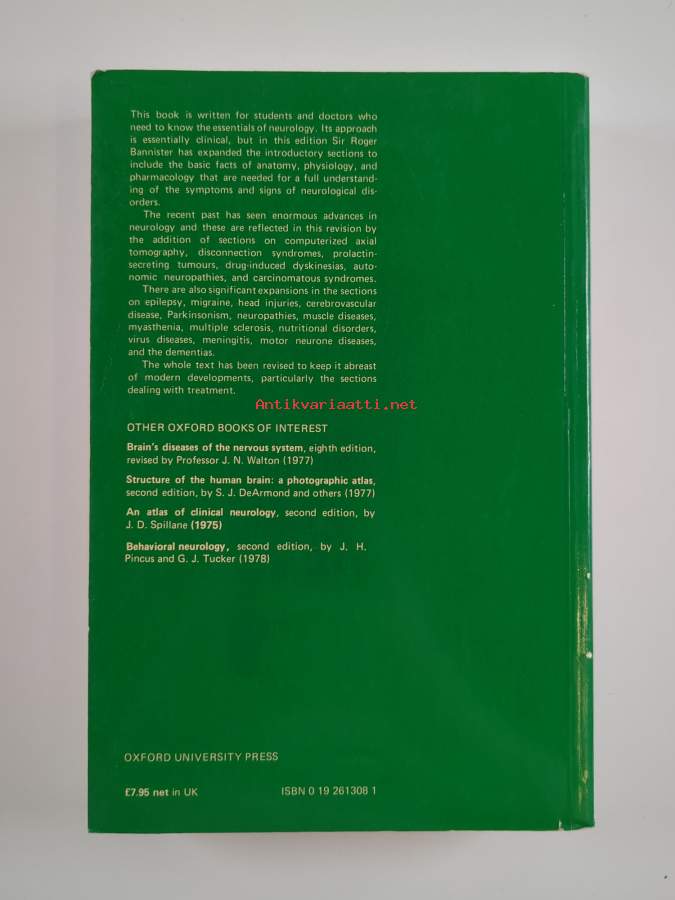 This book is written for students and doctors who
need to know the essentials of neurology. Its approach
is essentially clinical, but in this edition Sir Roger
Bannister has expanded the introductory sections to
include the basic facts of anatomy, physiology, and
pharmacology that are needed for a full understand-
ing of the symptoms and signs of neurological dis-
orders.
The recent past has seen enormous advances in
neurology and these are reflected in this revision by
the addition of sections on computerized axial
tomography, disconnection syndromes, prolactin-
secreting tumours, drug-induced dyskinesias, auto-
nomic neuropathies, and carcinomatous syndromes.
There are also significant expansions in the sections
on epilepsy, migraine, head injuries, cerebrovascular
disease, Parkinsonism, neuropathies, muscle diseases,
myasthenia, multiple sclerosis, nutritional disorders,
virus diseases, meningitis, motor neurone diseases,
and the dementias.
The whole text has been revised to keep it abreast
of modern developments, particularly the sections
dealing with treatment.
Antikvariaatti.net
OTHER OXFORD BOOKS OF INTEREST
Brain's diseases of the nervous system, eighth edition,
revised by Professor J. N. Walton (1977)
Structure of the human brain: a photographic atlas,
second edition, by S. J. DeArmond and others (1977)
An atlas of clinical neurology, second edition, by
J. D. Spillane (1975)
Behavioral neurology, second edition, by J. H.
Pincus and G. J. Tucker (1978)
OXFORD UNIVERSITY PRESS
£7.95 net in UK
ISBN 0 19 261308 1